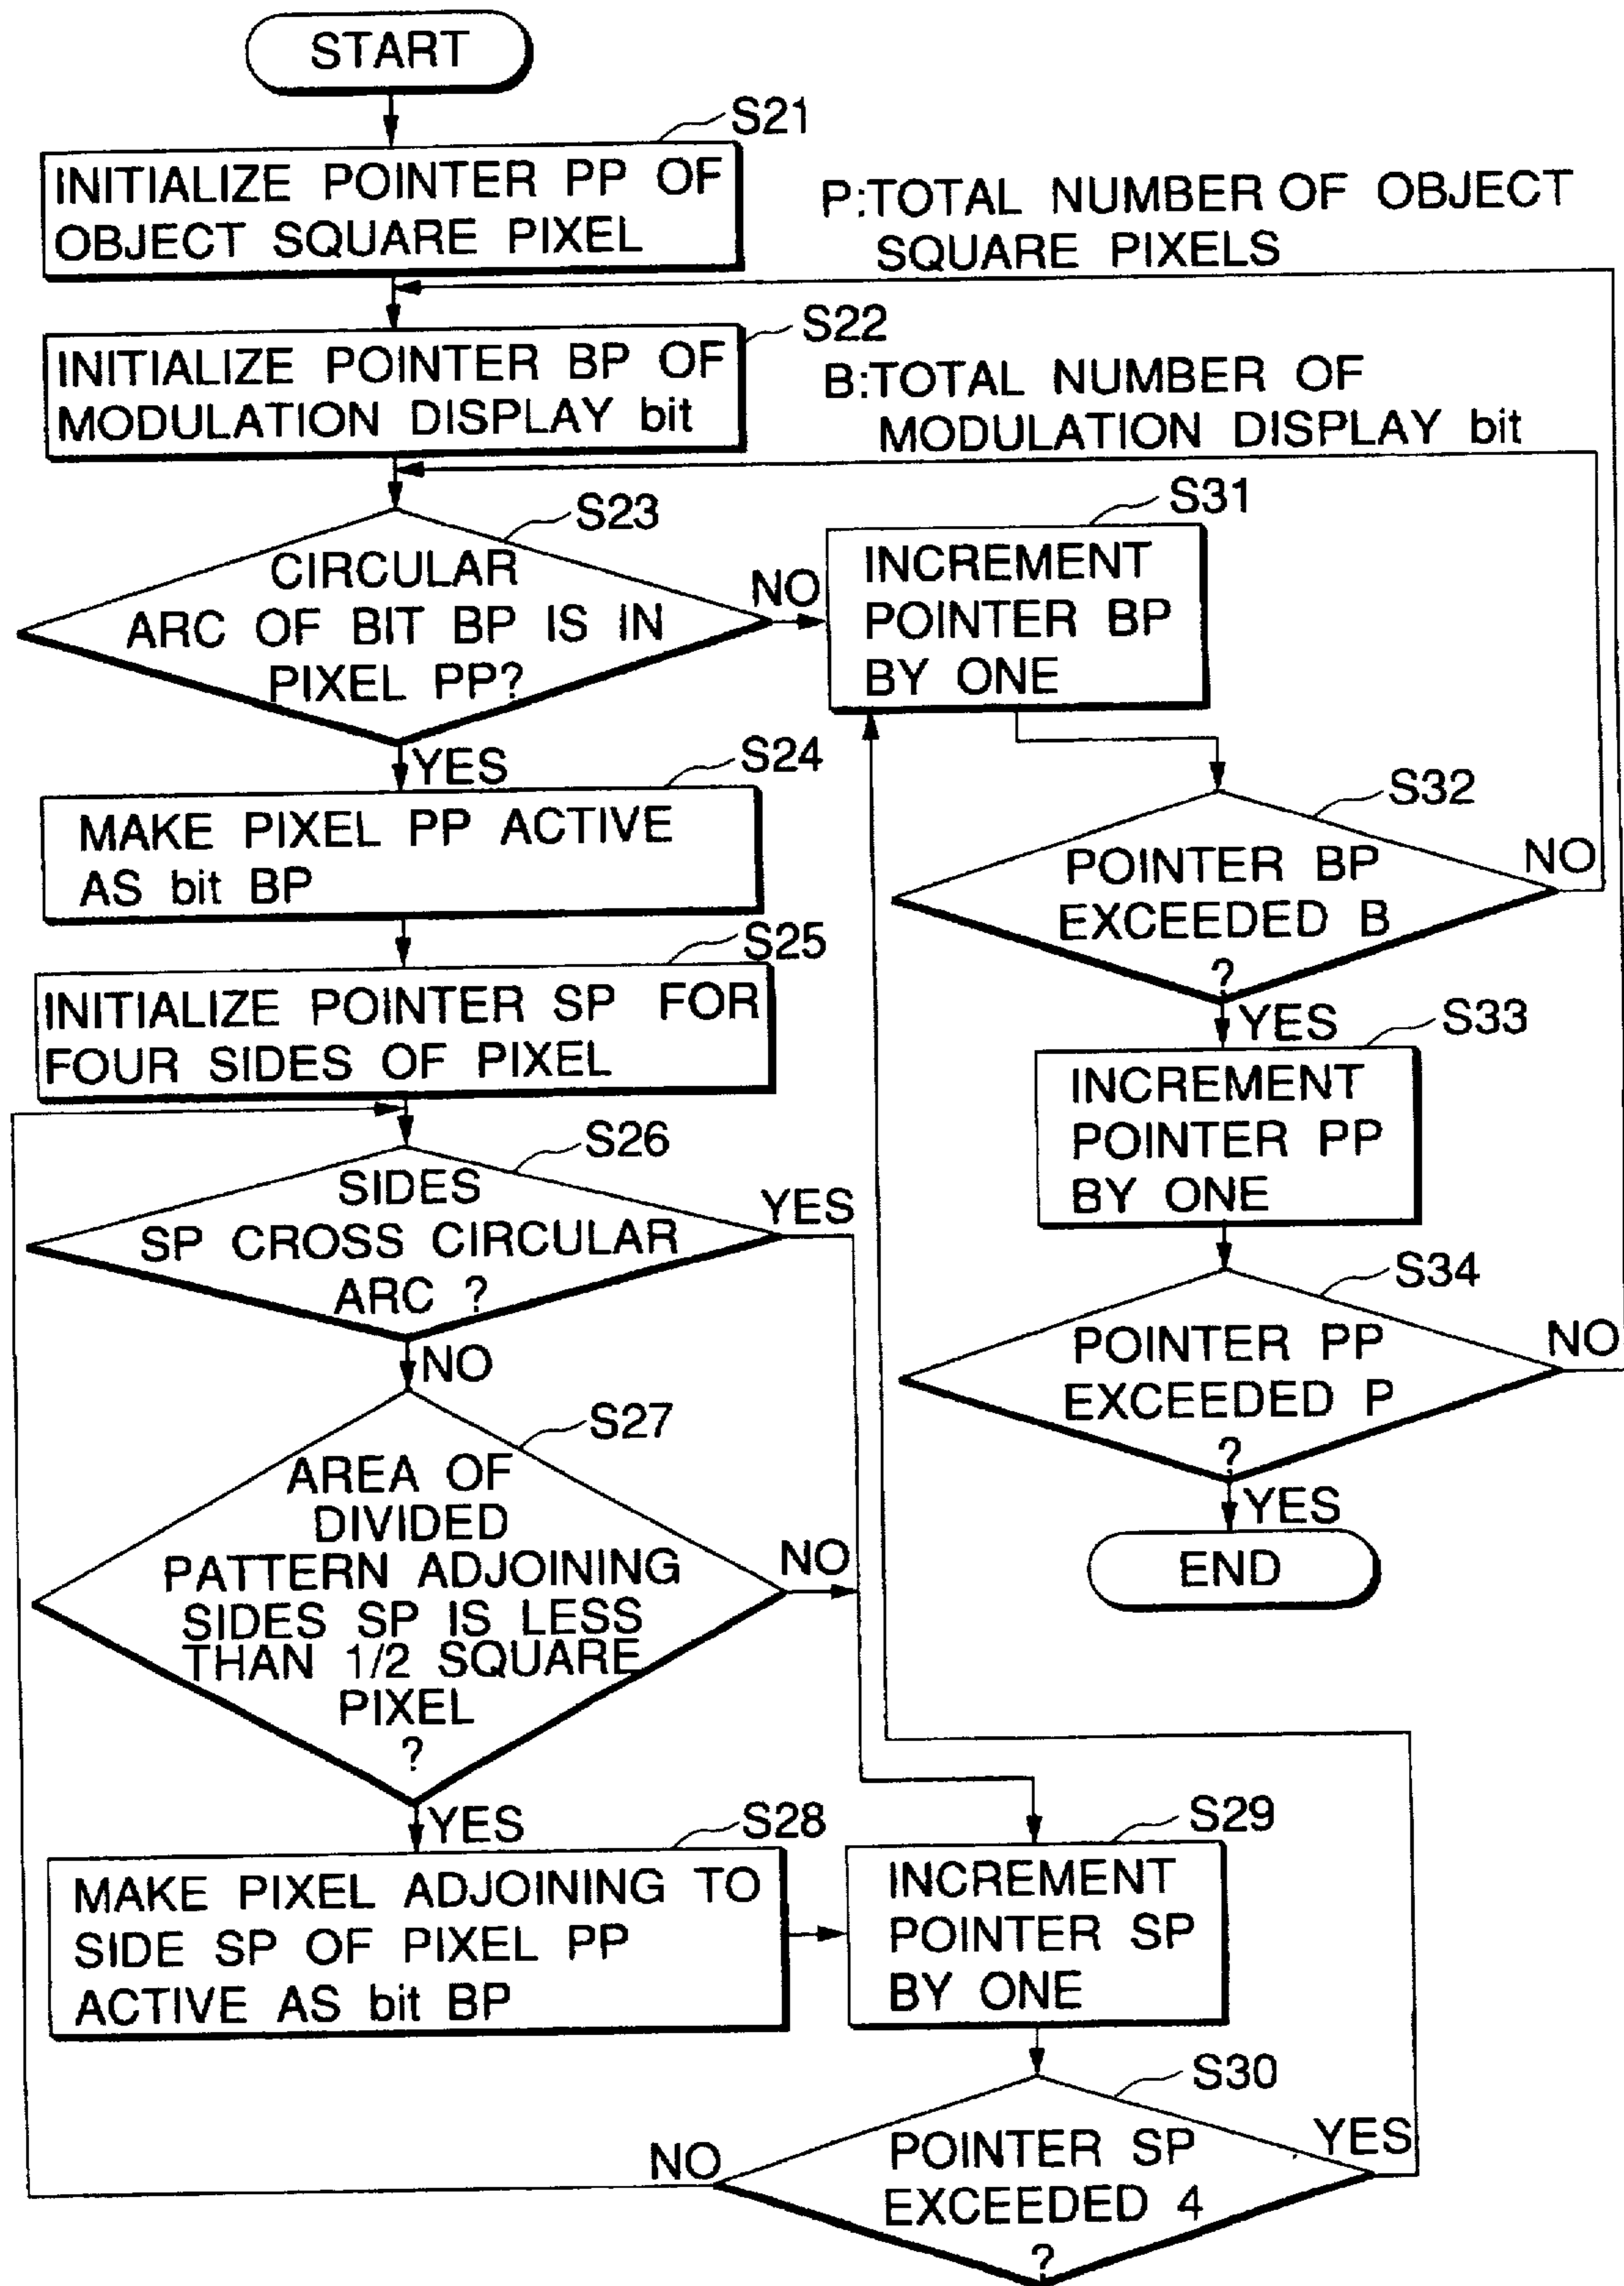 START
S21
INITIALIZE POINTER PP OF
OBJECT SQUARE PIXEL
P:TOTAL NUMBER OF OBJECT
SQUARE PIXELS
S22
INITIALIZE POINTER BP OF
MODULATION DISPLAY bit
B:TOTAL NUMBER OF
MODULATION DISPLAY bit
S23
CIRCULAR
ARC OF BIT BP IS IN
PIXEL PP?
NO
YES
S31
INCREMENT
POINTER BP
BY ONE
S24
MAKE PIXEL PP ACTIVE
AS bit BP
S32
POINTER BP
EXCEEDED B
?
NO
YES
S25
INITIALIZE POINTER SP FOR
FOUR SIDES OF PIXEL
S33
INCREMENT
POINTER PP
BY ONE
S26
SIDES
SP CROSS CIRCULAR
ARC ?
YES
NO
S34
POINTER PP
EXCEEDED P
?
NO
YES
END
S27
AREA OF
DIVIDED
PATTERN ADJOINING
SIDES SP IS LESS
THAN 1/2 SQUARE
PIXEL
?
NO
YES
S28
MAKE PIXEL ADJOINING TO
SIDE SP OF PIXEL PP
ACTIVE AS bit BP
S29
INCREMENT
POINTER SP
BY ONE
S30
POINTER SP
EXCEEDED 4
?
NO
YES